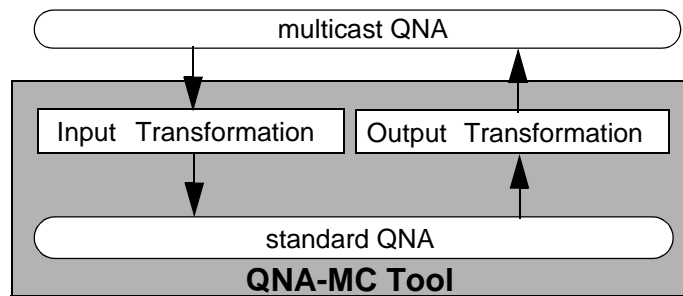 multicast QNA
Input Transformation
Output Transformation
standard QNA
QNA-MC Tool